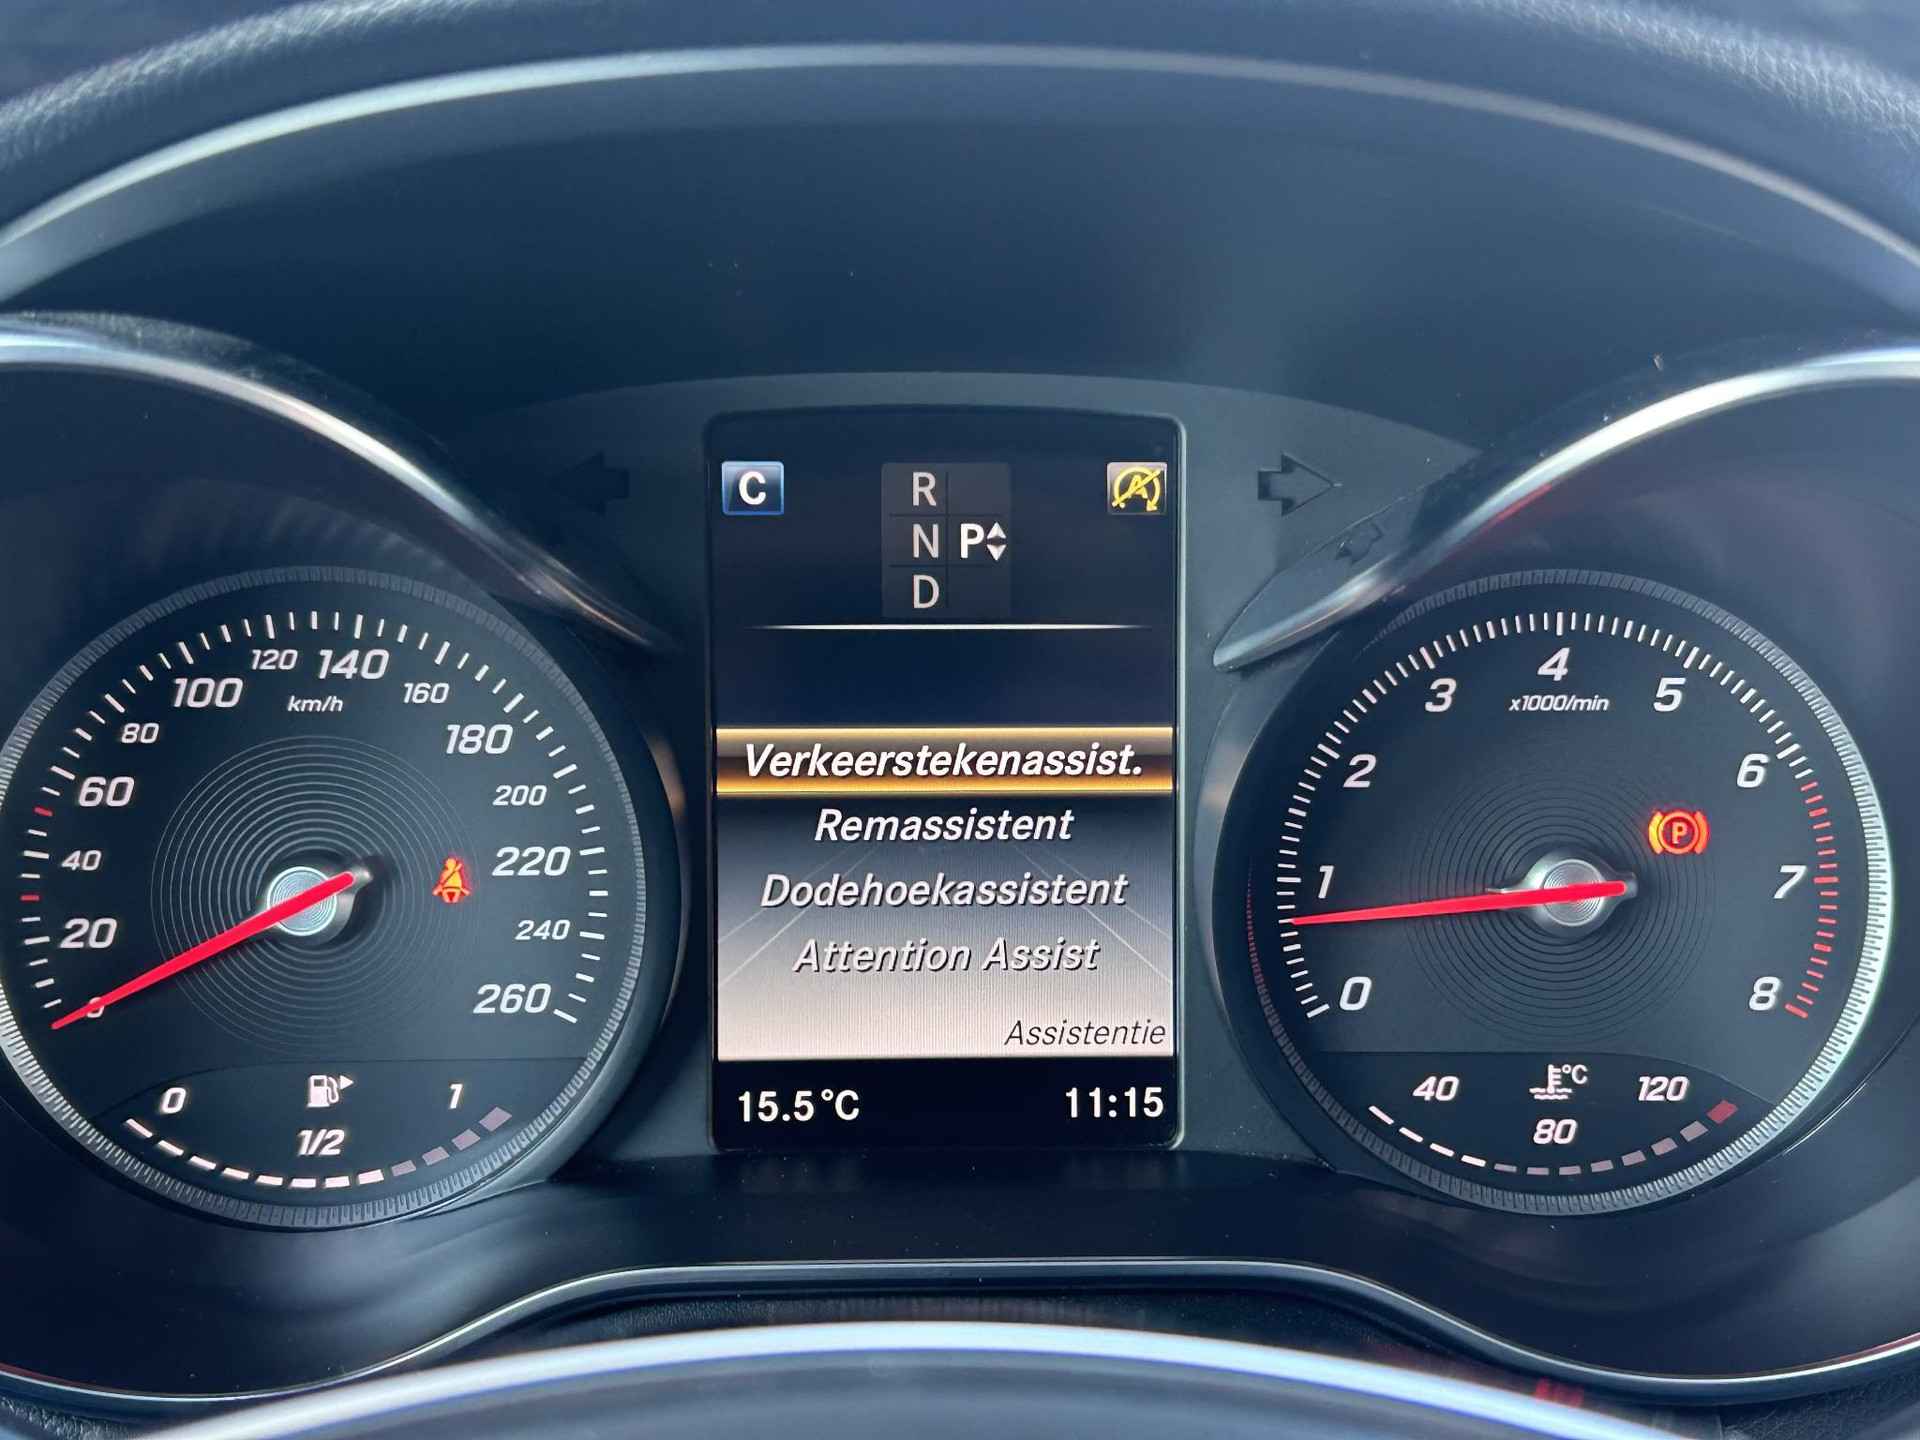 C
R
N P
D
Verkeerstekenassist.
Remassistent
Dodehoekassistent
Attention Assist
Assistentie
15.5°C 11:15
0
20
40
60
80
100
120
140
160
180
200
220
240
260
km/h
0 1/2 1
0
1
2
3
4
5
6
7
8
x1000/min
P
°C
40 80 120